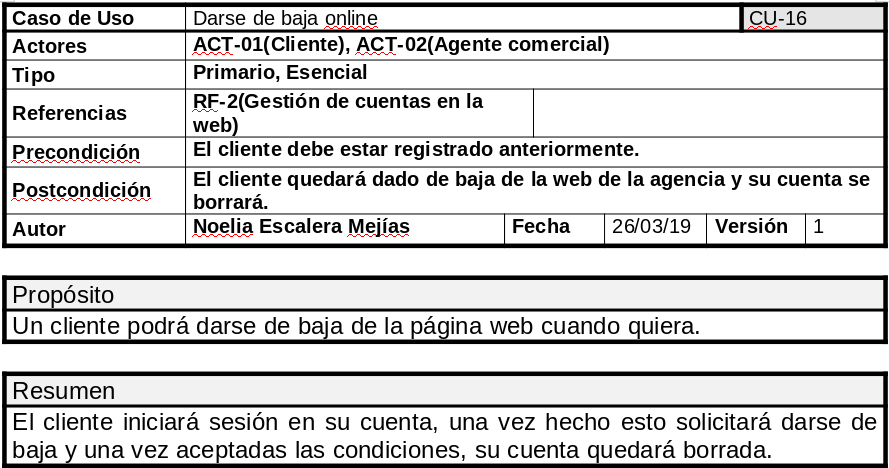 Caso de Uso Darse de baja online CU-16
Actores ACT-01(Cliente), ACT-02(Agente comercial)
Tipo Primario, Esencial
Referencias RF-2(Gestión de cuentas en la
web)
Precondición El cliente debe estar registrado anteriormente.
Postcondición El cliente quedará dado de baja de la web de la agencia y su cuenta se
borrará.
Autor Noelia Escalera Mejías Fecha 26/03/19 Versión 1
Propósito
Un cliente podrá darse de baja de la página web cuando quiera.
Resumen
El cliente iniciará sesión en su cuenta, una vez hecho esto solicitará darse de
baja y una vez aceptadas las condiciones, su cuenta quedará borrada.